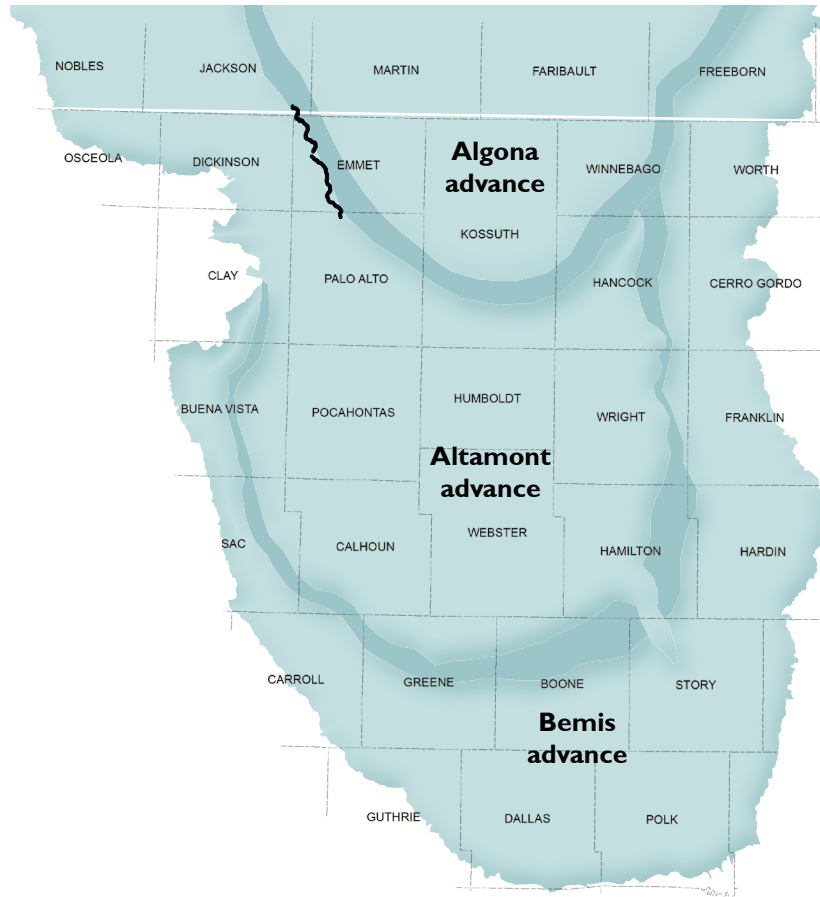 NOBLES
JACKSON
MARTIN
FARIBAULT
FREEBORN
OSCEOLA
DICKINSON
EMMET
Algona
advance
WINNEBAGO
WORTH
KOSSUTH
CLAY
PALO ALTO
HANCOCK
CERRO GORDO
BUENA VISTA
POCAHONTAS
HUMBOLDT
WRIGHT
FRANKLIN
Altamont
advance
SAC
CALHOUN
WEBSTER
HAMILTON
HARDIN
CARROLL
GREENE
BOONE
STORY
Bemis
advance
GUTHRIE
DALLAS
POLK